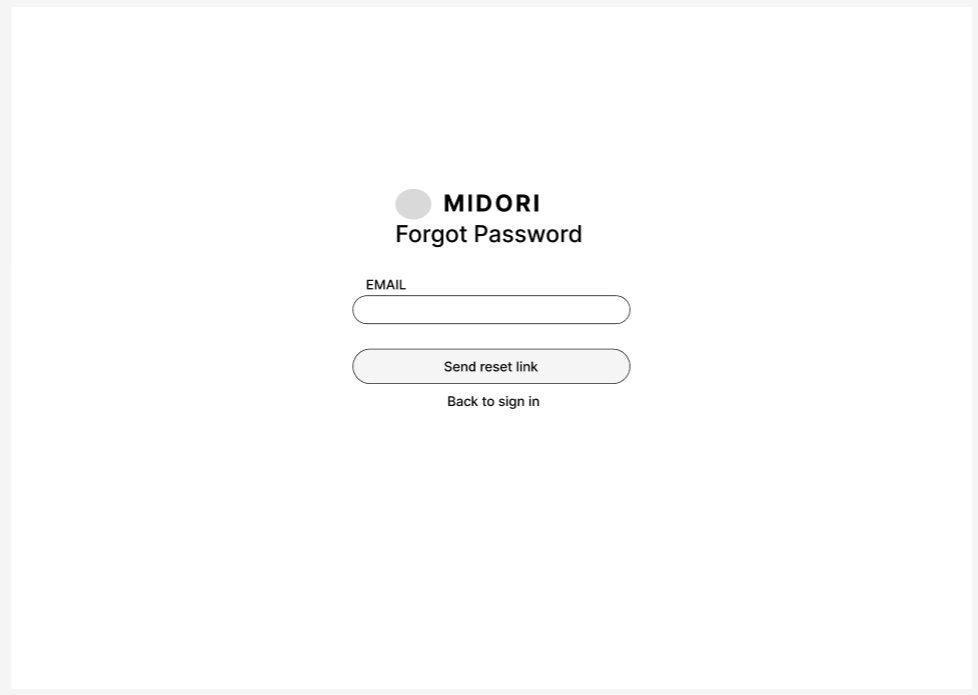 MIDORI
Forgot Password
EMAIL
Send reset link
Back to sign in